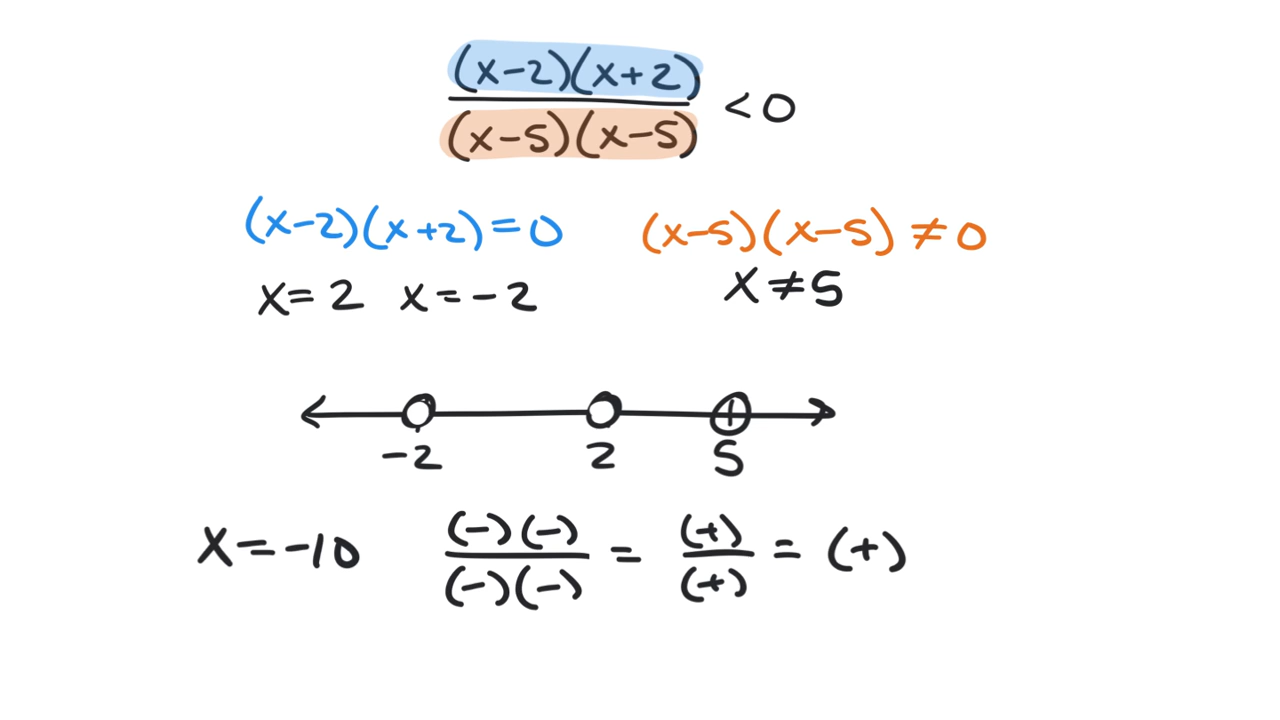 (x-2)(x+2)
(x-5)(x-5)
<0
(x-2)(x+2)=0
(x-5)(x-5)≠0
x=2 x=-2
x≠5
-2 2 5
x=-10
(-)(-)
(-)(-)
=
(+)
(+)
= (+)